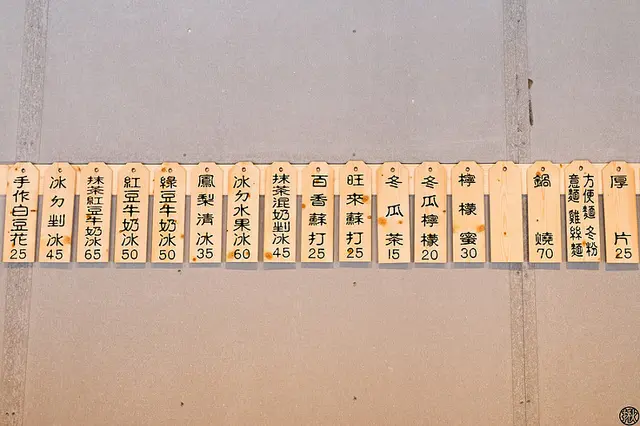 手作白豆花 25
冰ㄉ剉冰 45
抹茶紅豆牛奶冰 65
紅豆牛奶冰 50
綠豆牛奶冰 50
鳳梨清冰 35
冰ㄉ水果冰 60
抹茶混奶剉冰 45
百香蘇打 25
旺來蘇打 25
冬瓜茶 15
冬瓜檸檬 20
檸檬蜜 30
鍋燒 70
方便麵 冬粉
意麵 雞絲麵
厚片 25